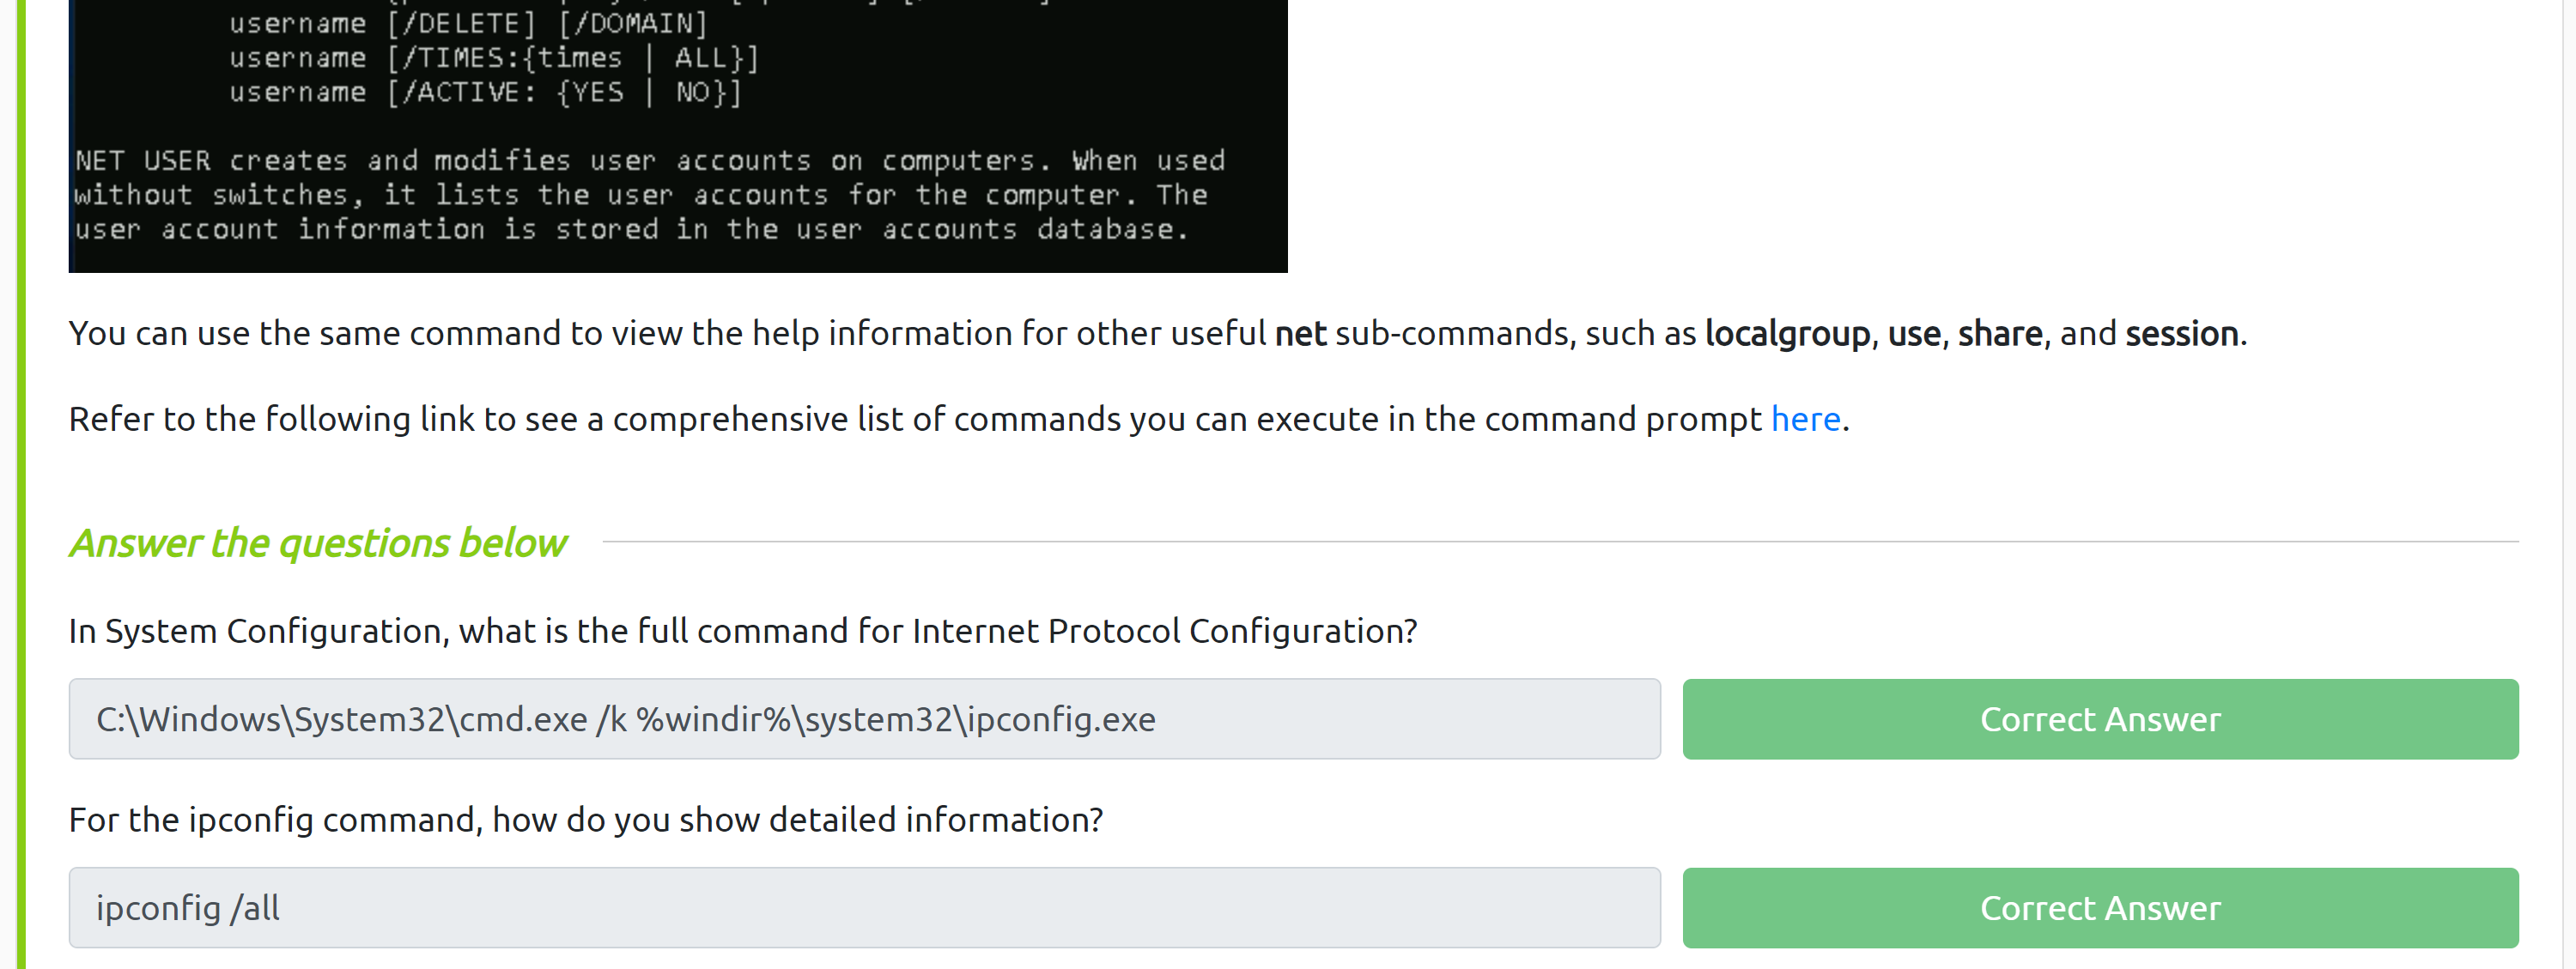 username [/DELETE] [/DOMAIN]
username [/TIMES:{times | ALL}]
username [/ACTIVE: {YES | NO}]
NET USER creates and modifies user accounts on computers. When used
without switches, it lists the user accounts for the computer. The
user account information is stored in the user accounts database.
You can use the same command to view the help information for other useful net sub-commands, such as localgroup, use, share, and session.
Refer to the following link to see a comprehensive list of commands you can execute in the command prompt here.
Answer the questions below
In System Configuration, what is the full command for Internet Protocol Configuration?
C:\Windows\System32\cmd.exe /k %windir%\system32\ipconfig.exe
Correct Answer
For the ipconfig command, how do you show detailed information?
ipconfig /all
Correct Answer